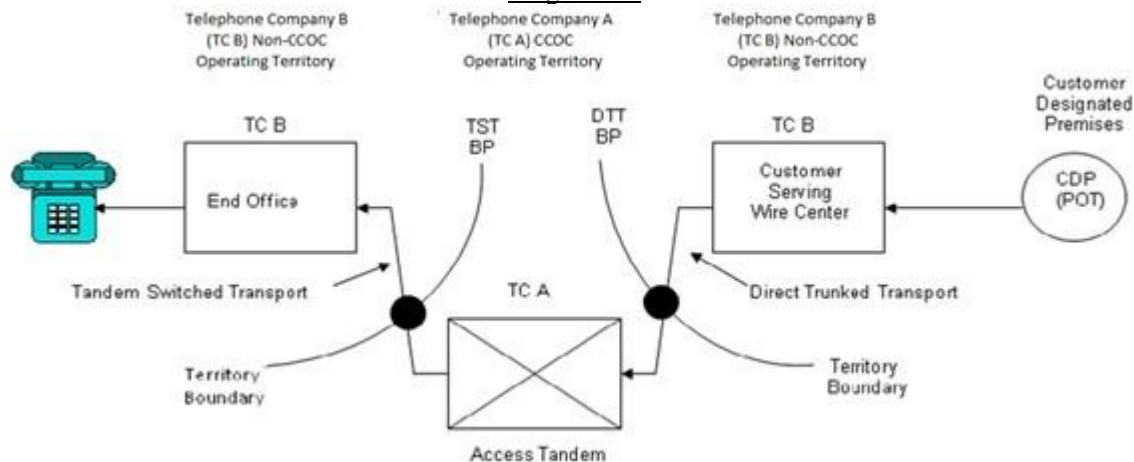 Telephone Company B
(TC B) Non-CCOC
Operating Territory
Telephone Company A
(TC A) CCOC
Operating Territory
Telephone Company B
(TC B) Non-CCOC
Operating Territory
Customer
Designated
Premises
TC B
TST
BP
DTT
BP
TC B
End Office
Customer
Serving
Wire Center
CDP
(POT)
Tandem Switched Transport
TC A
Direct Trunked Transport
Territory
Boundary
Territory
Boundary
Access Tandem